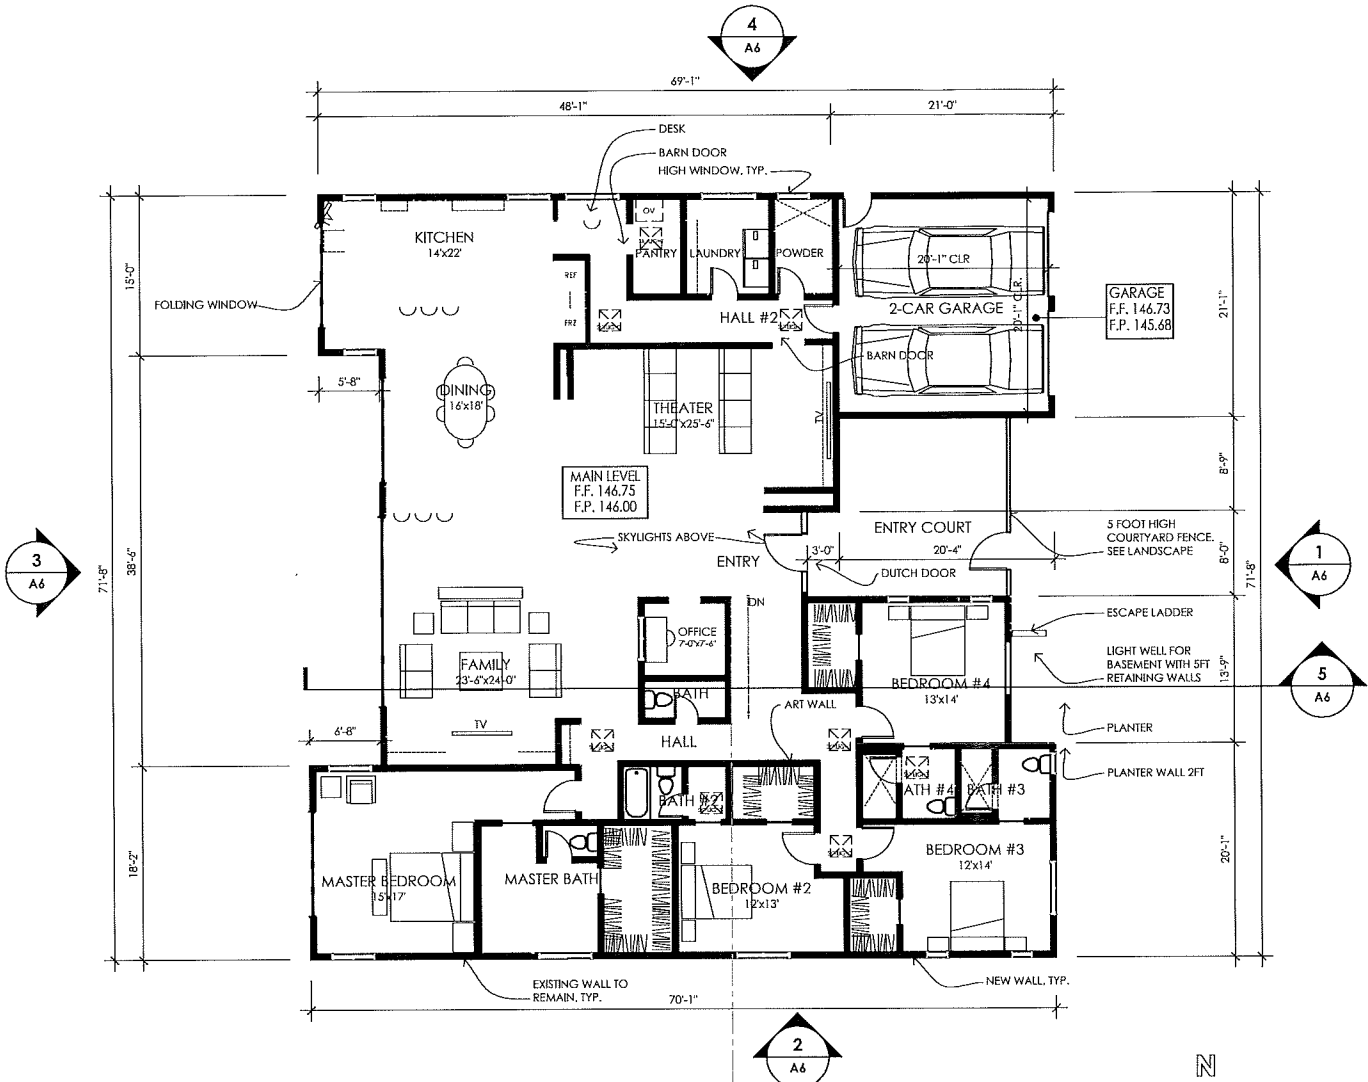 4
A6
69'-1"
48'-1"
21'-0"
DESK
BARN DOOR
HIGH WINDOW, TYP.
OV
KITCHEN
14'x22'
PANTRY
LAUNDRY
POWDER
20'-1" CLR
20'-1" CLR.
REF
FRZ
HALL #2
2-CAR GARAGE
GARAGE
F.F. 146.73
F.P. 145.68
FOLDING WINDOW
15'-0"
21'-1"
BARN DOOR
5'-8"
DINING
16'x18'
THEATER
15'-0"x25'-6"
TV
MAIN LEVEL
F.F. 146.75
F.P. 146.00
8'-9"
ENTRY COURT
5 FOOT HIGH
COURTYARD FENCE.
SEE LANDSCAPE
SKYLIGHTS ABOVE
ENTRY
3'-0"
20'-4"
DUTCH DOOR
8'-0"
71'-8"
3
A6
71'-8"
38'-6"
1
A6
DN
OFFICE
7'-0"x7'-6"
ESCAPE LADDER
LIGHT WELL FOR
BASEMENT WITH 5FT
RETAINING WALLS
13'-9"
5
A6
FAMILY
23'-6"x24'-0"
BATH
BEDROOM #4
13'x14'
ART WALL
PLANTER
TV
6'-8"
HALL
PLANTER WALL 2FT
BATH #2
ATH #4
BATH #3
MASTER BEDROOM
15'x17'
MASTER BATH
BEDROOM #2
12'x13'
BEDROOM #3
12'x14'
18'-2"
20'-1"
EXISTING WALL TO
REMAIN, TYP.
NEW WALL, TYP.
70'-1"
2
A6
N